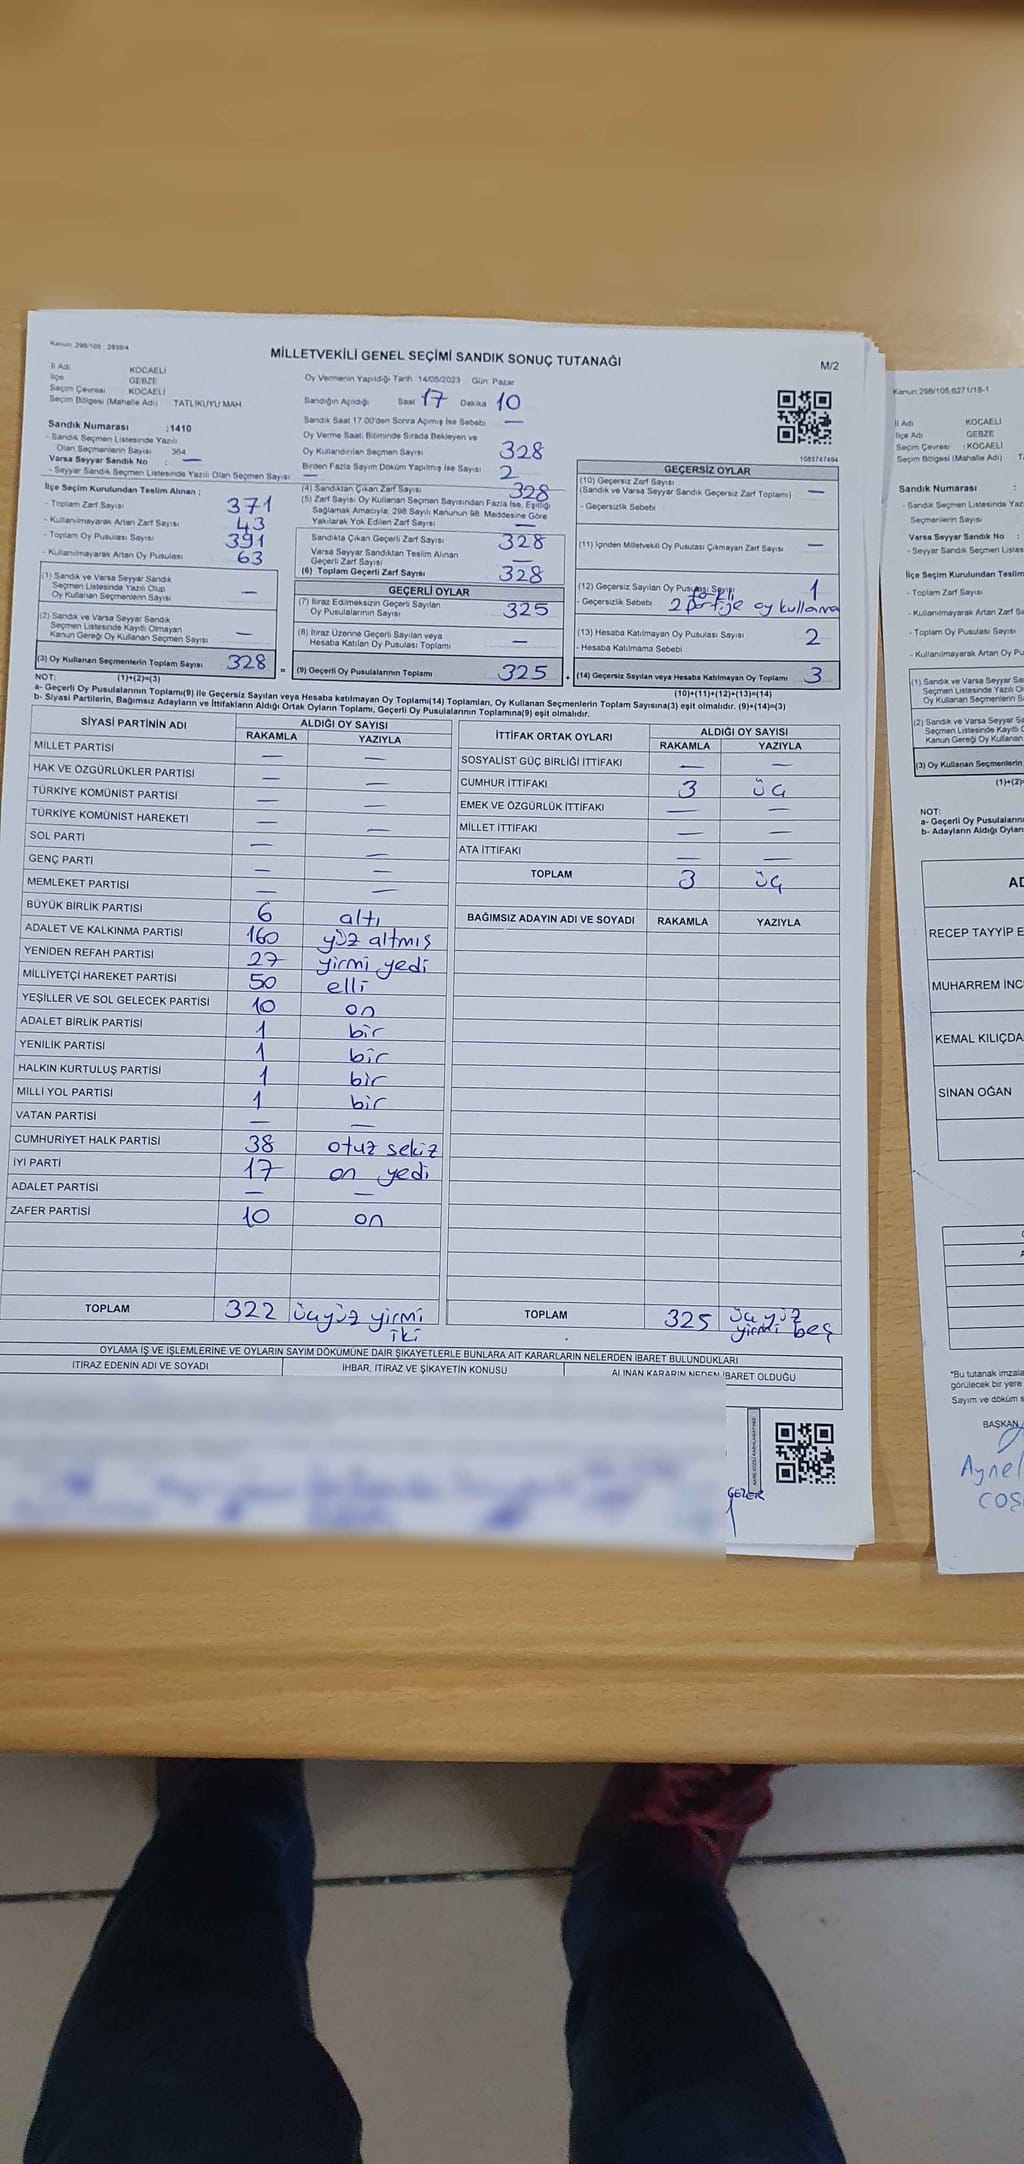 Kanun: 298/105 2838/4
MİLLETVEKİLİ GENEL SEÇİMİ SANDIK SONUÇ TUTANAĞI
M/2
İl Adı KOCAELİ
İlçe GEBZE
Seçim Çevresi KOCAELİ
Seçim Bölgesi (Mahalle Adı) TATLIKUYU MAH.
Sandık Numarası :1410
- Sandık Seçmen Listesinde Yazılı
Olan Seçmenlerin Sayısı 364
Varsa Seyyar Sandık No : —
- Seyyar Sandık Seçmen Listesinde Yazılı Olan Seçmen Sayısı —
İlçe Seçim Kurulundan Teslim Alınan ;
- Toplam Zarf Sayısı 371
- Kullanılmayarak Artan Zarf Sayısı 43
- Toplam Oy Pusulası Sayısı 391
- Kullanılmayarak Artan Oy Pusulası 63
(1) Sandık ve Varsa Seyyar Sandık
Seçmen Listesinde Yazılı Olup
Oy Kullanan Seçmenlerin Sayısı —
(2) Sandık ve Varsa Seyyar Sandık
Seçmen Listesinde Kayıtlı Olmayan
Kanun Gereği Oy Kullanan Seçmen Sayısı —
(3) Oy Kullanan Seçmenlerin Toplam Sayısı 328
(1)+(2)=(3)
Oy Vermenin Yapıldığı Tarih :14/05/2023 Gün: Pazar
Sandığın Açıldığı Saat 17 Dakika 10
Sandık Saat 17.00'den Sonra Açımış İse Sebebi —
Oy Verme Saati Bitiminde Sırada Bekleyen ve
Oy Kullandırılan Seçmen Sayısı 328
Birden Fazla Sayım Döküm Yapılmış İse Sayısı 2
(4) Sandıktan Çıkan Zarf Sayısı 328
(5) Zarf Sayısı Oy Kullanan Seçmen Sayısından Fazla İse, Eşitliği
Sağlamak Amacıyla, 298 Sayılı Kanunun 98. Maddesine Göre
Yakılarak Yok Edilen Zarf Sayısı —
Sandıkta Çıkan Geçerli Zarf Sayısı 328
Varsa Seyyar Sandıktan Teslim Alınan
Geçerli Zarf Sayısı —
(6) Toplam Geçerli Zarf Sayısı 328
GEÇERLİ OYLAR
(7) İtiraz Edilmeksizin Geçerli Sayılan
Oy Pusulalarının Sayısı 325
(8) İtiraz Üzerine Geçerli Sayılan veya
Hesaba Katılan Oy Pusulası Toplamı —
= (9) Geçerli Oy Pusulalarının Toplamı 325
1083747494
GEÇERSİZ OYLAR
(10) Geçersiz Zarf Sayısı
(Sandık ve Varsa Seyyar Sandık Geçersiz Zarf Toplamı) —
- Geçersizlik Sebebi
(11) İçinden Milletvekili Oy Pusulası Çıkmayan Zarf Sayısı —
(12) Geçersiz Sayılan Oy Pusulası Sayısı 1
farklı
- Geçersizlik Sebebi 2 partiye oy kullanma
(13) Hesaba Katılmayan Oy Pusulası Sayısı 2
- Hesaba Katılmama Sebebi
+ (14) Geçersiz Sayılan veya Hesaba Katılmayan Oy Toplamı 3
(10)+(11)+(12)+(13)=(14)
NOT:
a- Geçerli Oy Pusulalarının Toplamı(9) ile Geçersiz Sayılan veya Hesaba katılmayan Oy Toplamı(14) Toplamları, Oy Kullanan Seçmenlerin Toplam Sayısına(3) eşit olmalıdır. (9)+(14)=(3)
b- Siyasi Partilerin, Bağımsız Adayların ve İttifakların Aldığı Ortak Oyların Toplamı, Geçerli Oy Pusulalarının Toplamına(9) eşit olmalıdır.
SİYASİ PARTİNİN ADI ALDIĞI OY SAYISI
RAKAMLA YAZIYLA
MİLLET PARTİSİ — —
HAK VE ÖZGÜRLÜKLER PARTİSİ — —
TÜRKİYE KOMÜNİST PARTİSİ — —
TÜRKİYE KOMÜNİST HAREKETİ — —
SOL PARTİ — —
GENÇ PARTİ — —
MEMLEKET PARTİSİ — —
BÜYÜK BİRLİK PARTİSİ 6 altı
ADALET VE KALKINMA PARTİSİ 160 yüz altmış
YENİDEN REFAH PARTİSİ 27 yirmi yedi
MİLLİYETÇİ HAREKET PARTİSİ 50 elli
YEŞİLLER VE SOL GELECEK PARTİSİ 10 on
ADALET BİRLİK PARTİSİ 1 bir
YENİLİK PARTİSİ 1 bir
HALKIN KURTULUŞ PARTİSİ 1 bir
MİLLİ YOL PARTİSİ 1 bir
VATAN PARTİSİ — —
CUMHURİYET HALK PARTİSİ 38 otuz sekiz
İYİ PARTİ 17 on yedi
ADALET PARTİSİ — —
ZAFER PARTİSİ 10 on
TOPLAM 322 üçyüz yirmi
iki
İTTİFAK ORTAK OYLARI ALDIĞI OY SAYISI
RAKAMLA YAZIYLA
SOSYALİST GÜÇ BİRLİĞİ İTTİFAKI — —
CUMHUR İTTİFAKI 3 üç
EMEK VE ÖZGÜRLÜK İTTİFAKI — —
MİLLET İTTİFAKI — —
ATA İTTİFAKI — —
TOPLAM 3 üç
BAĞIMSIZ ADAYIN ADI VE SOYADI RAKAMLA YAZIYLA
TOPLAM 325 üçyüz
yirmi beş
OYLAMA İŞ VE İŞLEMLERİNE VE OYLARIN SAYIM DÖKÜMÜNE DAİR ŞİKAYETLERLE BUNLARA AİT KARARLARIN NELERDEN İBARET BULUNDUKLARI
İTİRAZ EDENİN ADI VE SOYADI İHBAR, İTİRAZ VE ŞİKAYETİN KONUSU ALINAN KARARIN NEDEN İBARET OLDUĞU
GEZER
Kanun 298/105 6271/18-1
İl Adı KOCAELİ
İlçe Adı GEBZE
Seçim Çevresi : KOCAELİ
Seçim Bölgesi (Mahalle Adı) T
Sandık Numarası :
- Sandık Seçmen Listesinde Yaz
Seçmenlerin Sayısı
Varsa Seyyar Sandık No :
- Seyyar Sandık Seçmen Listes
İlçe Seçim Kurulundan Teslim
- Toplam Zarf Sayısı
- Kullanılmayarak Artan Zarf Sa
- Toplam Oy Pusulası Sayısı
- Kullanılmayarak Artan Oy Pu
(1) Sandık ve Varsa Seyyar San
Seçmen Listesinde Yazılı O
Oy Kullanan Seçmenlerin S
(2) Sandık ve Varsa Seyyar San
Seçmen Listesinde Kayıtlı O
Kanun Gereği Oy Kullanan
(3) Oy Kullanan Seçmenlerin
(1)+(2)=
NOT:
a- Geçerli Oy Pusulaların
b- Adayların Aldığı Oyları
AD
RECEP TAYYİP E
MUHARREM İNC
KEMAL KILIÇDA
SİNAN OĞAN
*Bu tutanak imzala
görülecek bir yere
Sayım ve döküm s
BAŞKAN
Aynel
COŞ